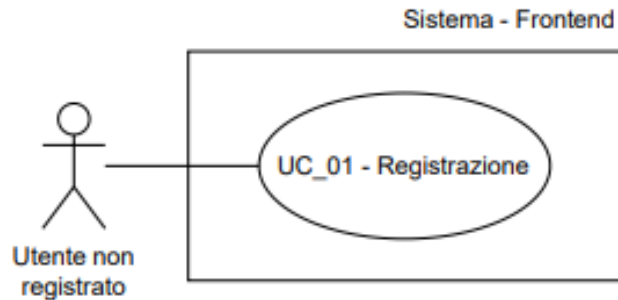 Sistema - Frontend
UC_01 - Registrazione
Utente non
registrato